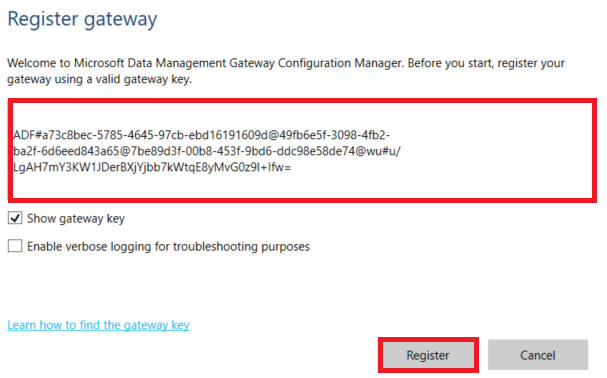 Register gateway
Welcome to Microsoft Data Management Gateway Configuration Manager. Before you start, register your
gateway using a valid gateway key.
ADF#a73c8bec-5785-4645-97cb-ebd16191609d@49fb6e5f-3098-4fb2-
ba2f-6d6eed843a65@7be89d3f-00b8-453f-9bd6-ddc98e58de74@wu#u/
LgAH7mY3KW1JDerBXjYjbb7kWtqE8yMvG0z9I+Ifw=
Show gateway key
Enable verbose logging for troubleshooting purposes
Learn how to find the gateway key
Register
Cancel